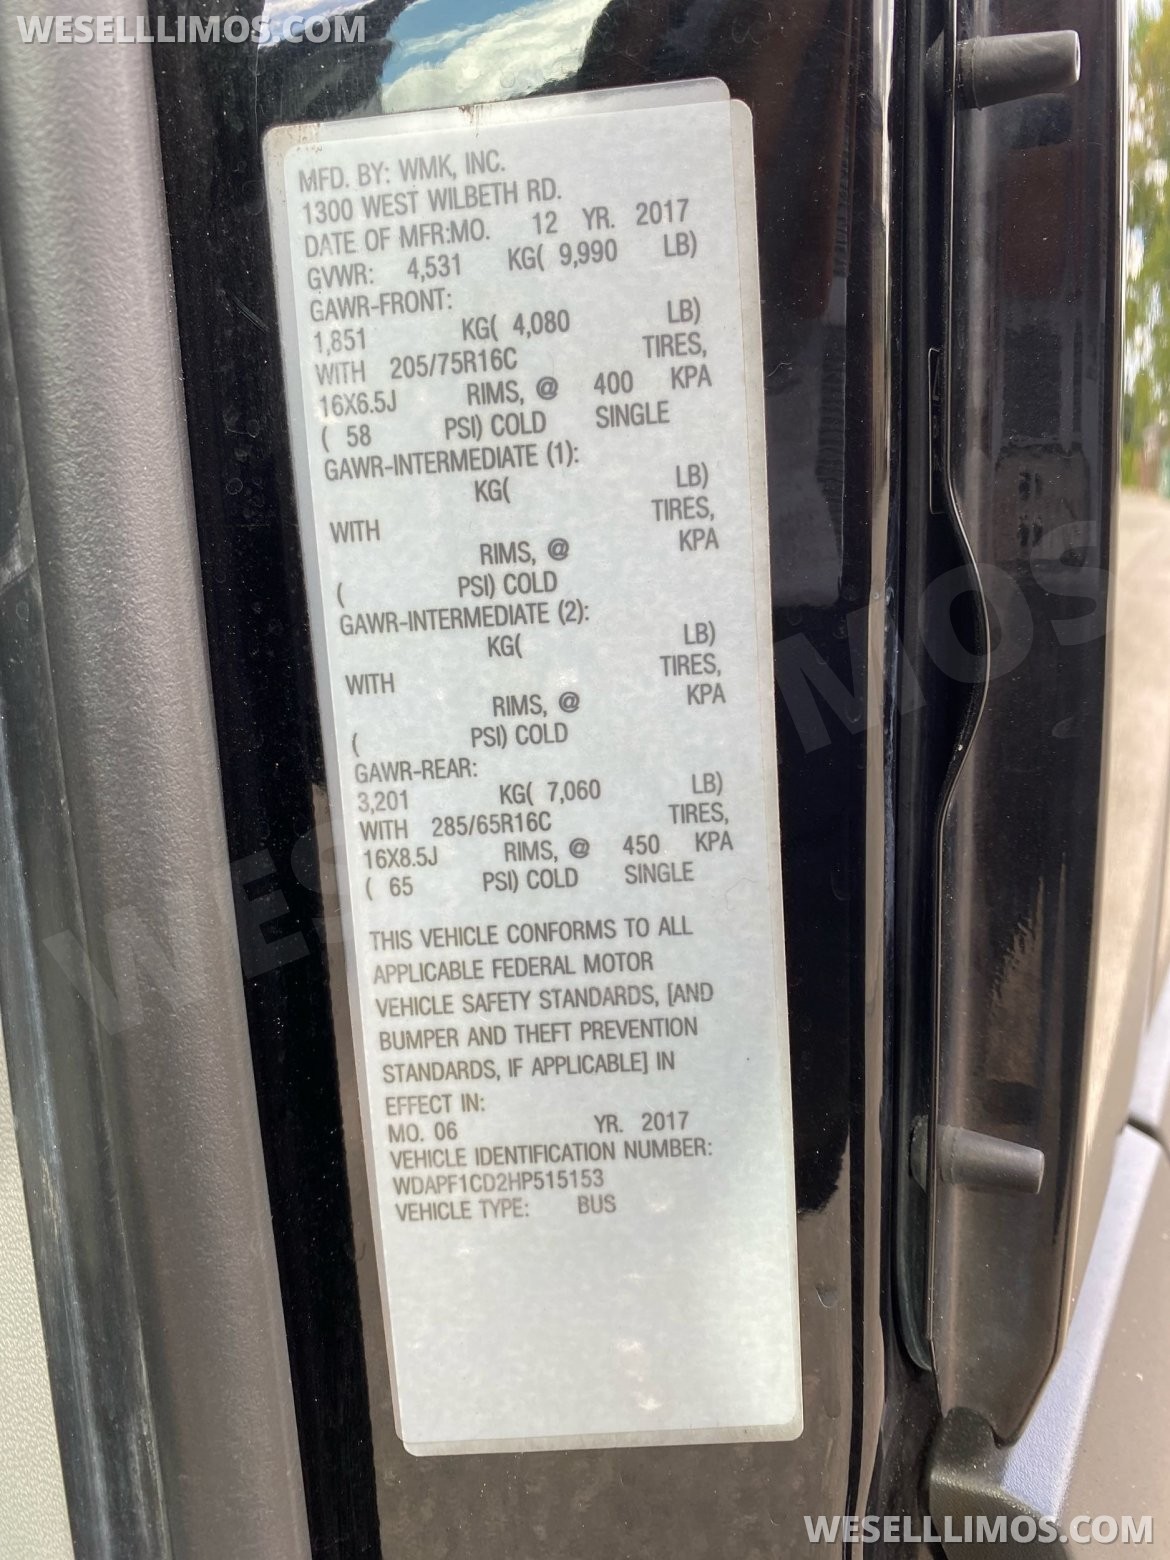 WESELLLIMOS.COM
MFD. BY: WMK, INC.
1300 WEST WILBETH RD.
DATE OF MFR:MO. 12 YR. 2017
GVWR: 4,531 KG( 9,990 LB)
GAWR-FRONT:
1,851 KG( 4,080 LB)
WITH 205/75R16C TIRES,
16X6.5J RIMS, @ 400 KPA
( 58 PSI) COLD SINGLE
GAWR-INTERMEDIATE (1):
KG( LB)
WITH TIRES,
RIMS, @ KPA
( PSI) COLD
GAWR-INTERMEDIATE (2):
KG( LB)
WITH TIRES,
RIMS, @ KPA
( PSI) COLD
GAWR-REAR:
3,201 KG( 7,060 LB)
WITH 285/65R16C TIRES,
16X8.5J RIMS, @ 450 KPA
( 65 PSI) COLD SINGLE
THIS VEHICLE CONFORMS TO ALL
APPLICABLE FEDERAL MOTOR
VEHICLE SAFETY STANDARDS, [AND
BUMPER AND THEFT PREVENTION
STANDARDS, IF APPLICABLE] IN
EFFECT IN:
MO. 06 YR. 2017
VEHICLE IDENTIFICATION NUMBER:
WDAPF1CD2HP515153
VEHICLE TYPE: BUS
WESELLLIMOS.COM